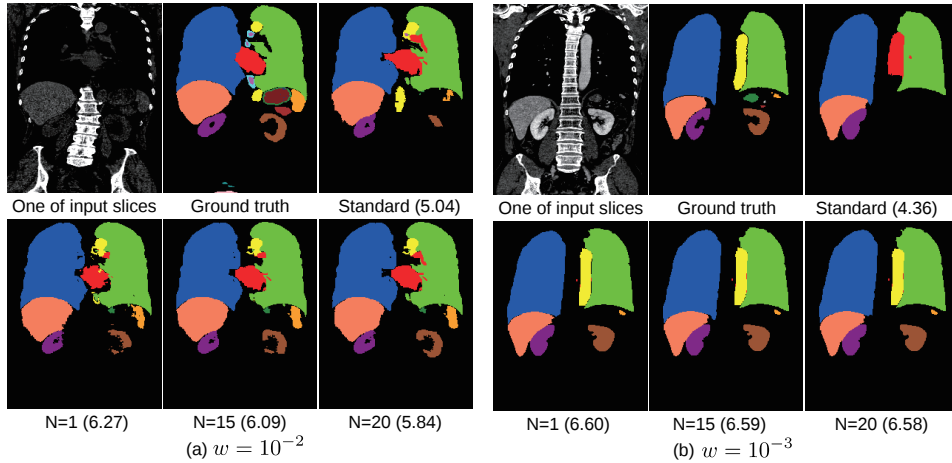 One of input slices Ground truth Standard (5.04)
N=1 (6.27) N=15 (6.09) N=20 (5.84)
(a) w = 10⁻²
One of input slices Ground truth Standard (4.36)
N=1 (6.60) N=15 (6.59) N=20 (6.58)
(b) w = 10⁻³